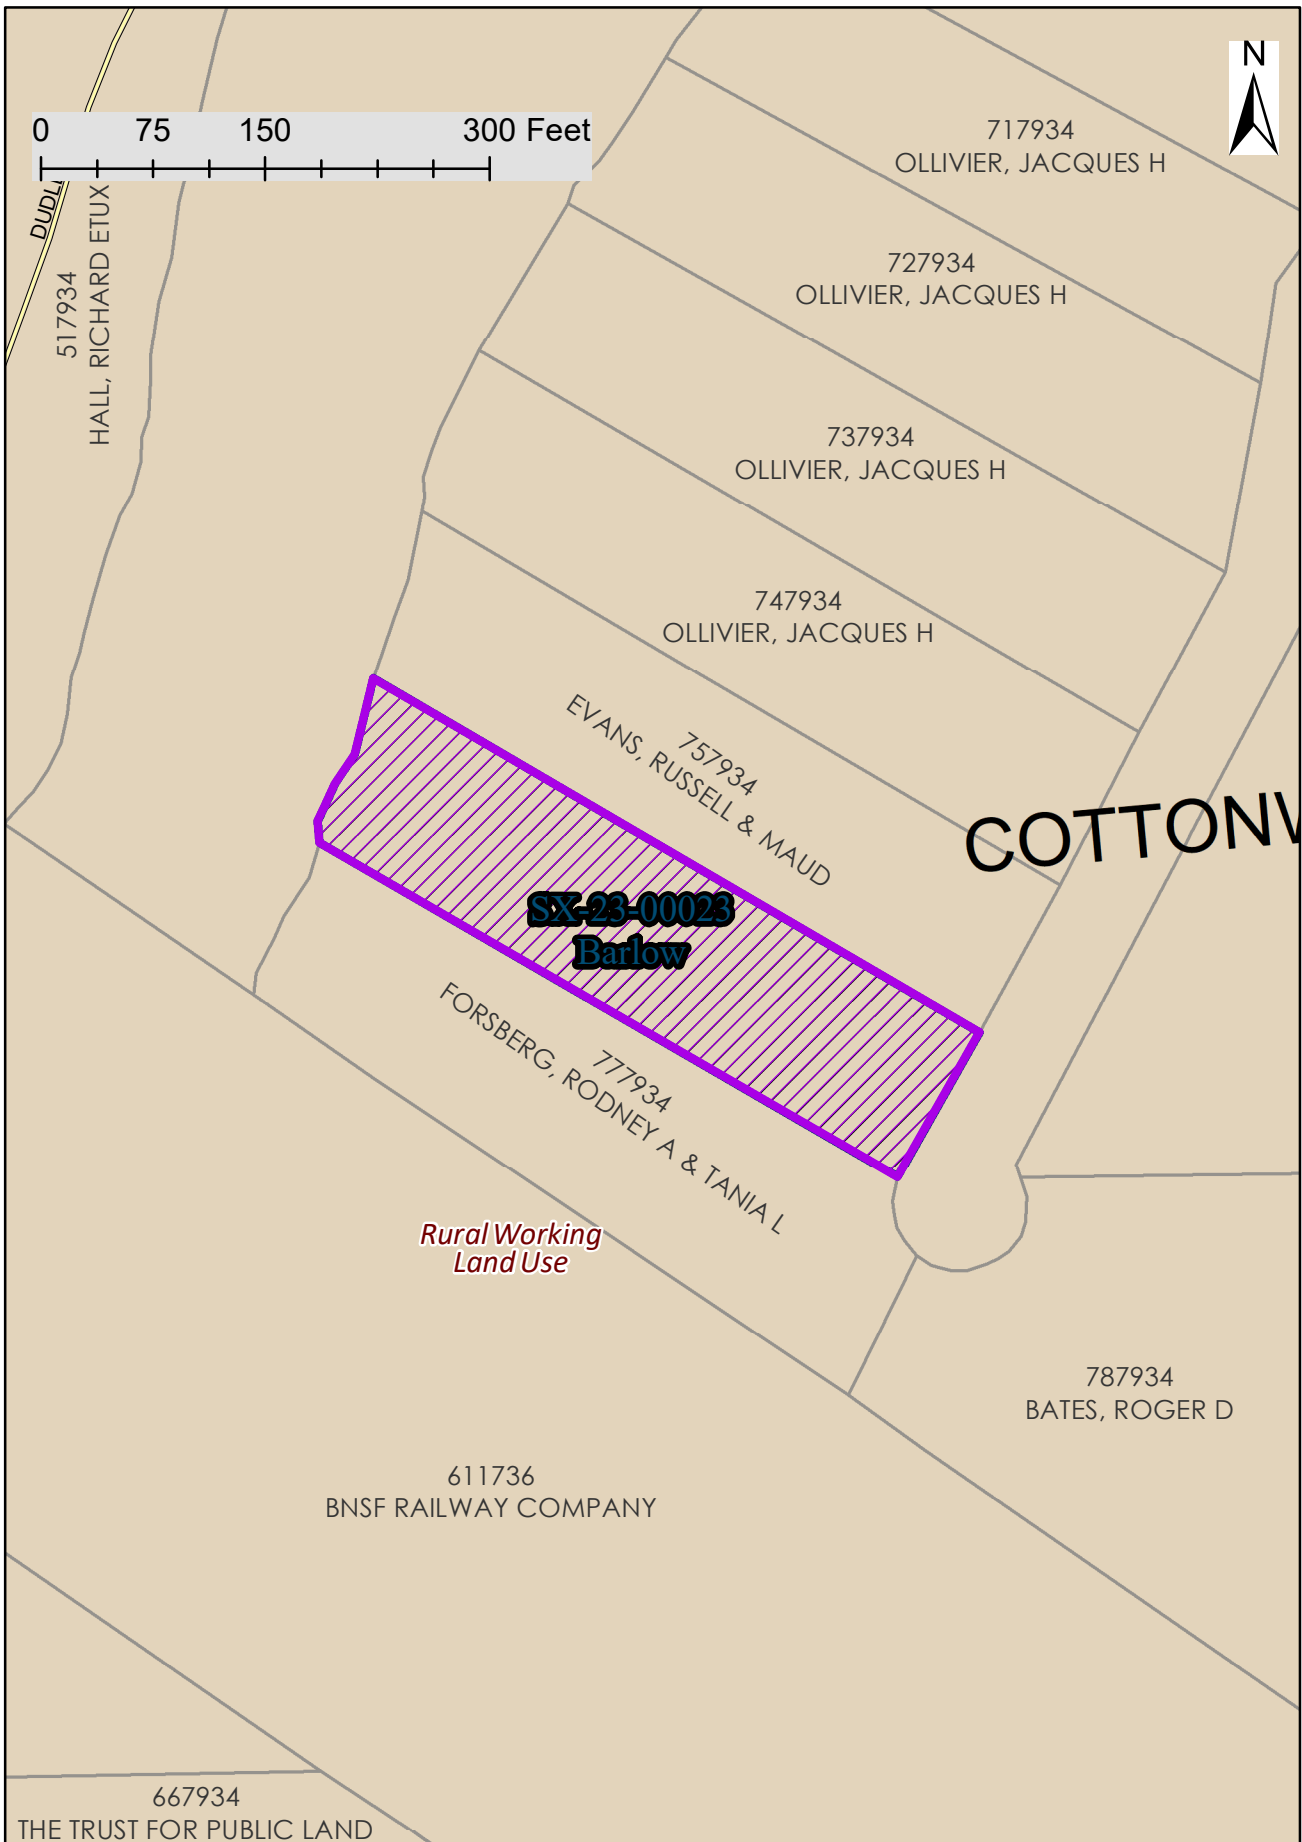 N
0 75 150 300 Feet
717934
OLLIVIER, JACQUES H
DUDL
517934
HALL, RICHARD ETUX
727934
OLLIVIER, JACQUES H
737934
OLLIVIER, JACQUES H
747934
OLLIVIER, JACQUES H
757934
EVANS, RUSSELL & MAUD
COTTONW
SX-23-00023
Barlow
777934
FORSBERG, RODNEY A & TANIA L
Rural Working
Land Use
787934
BATES, ROGER D
611736
BNSF RAILWAY COMPANY
667934
THE TRUST FOR PUBLIC LAND